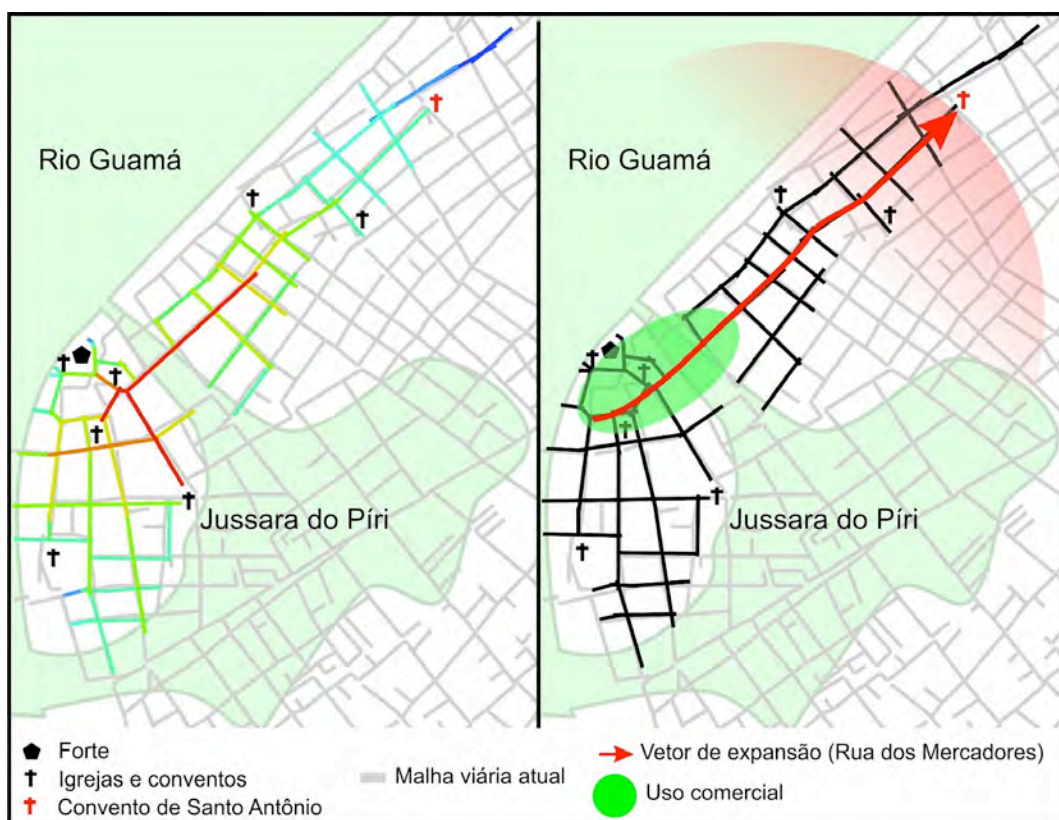 Rio Guamá
Jussara do Píri
Rio Guamá
Jussara do Píri
Forte
Igrejas e conventos
Convento de Santo Antônio
Malha viária atual
Vetor de expansão (Rua dos Mercadores)
Uso comercial